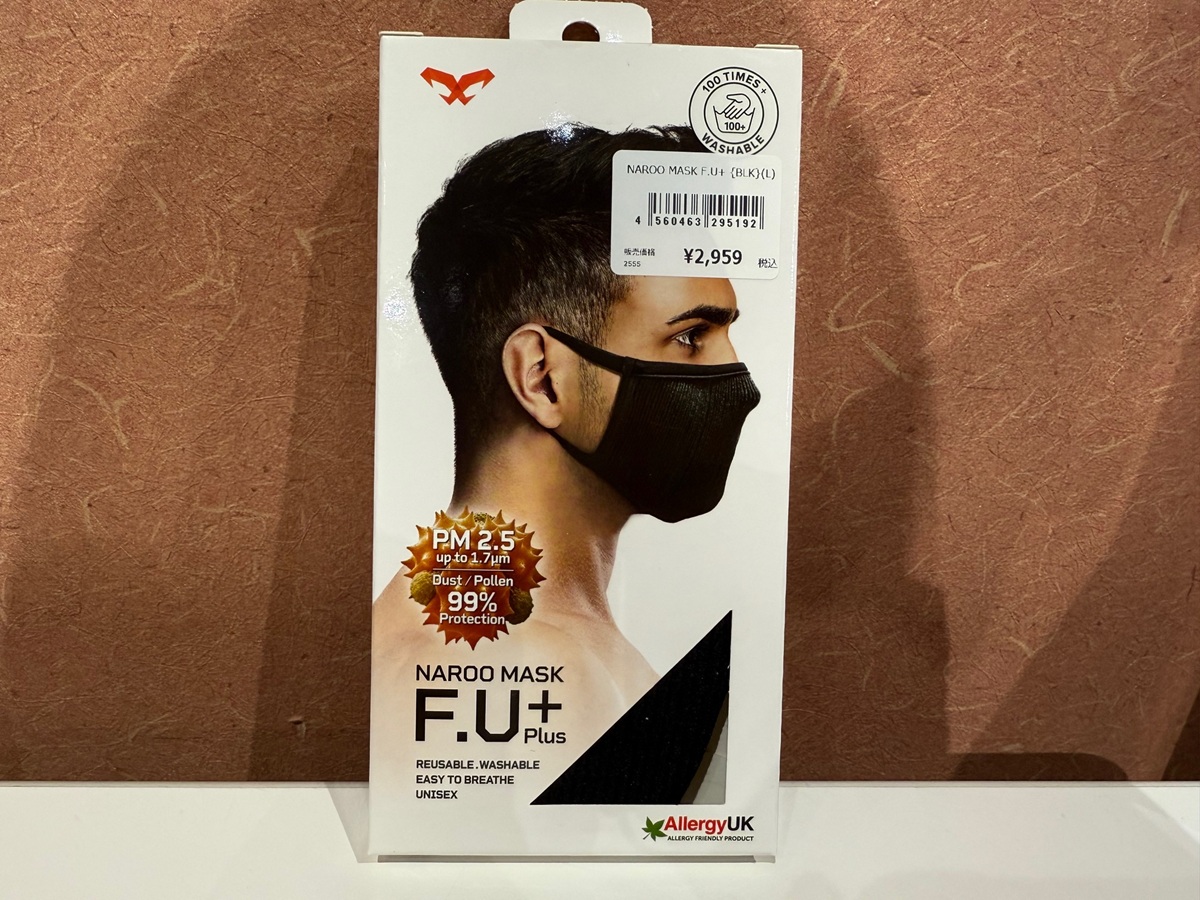 100 TIMES +
100+
WASHABLE
NAROO MASK F.U+ {BLK}(L)
4 560463 295192
販売価格
2555
¥2,959 税込
PM 2.5
up to 1.7μm
Dust / Pollen
99%
Protection
NAROO MASK
F.U+
Plus
REUSABLE.WASHABLE
EASY TO BREATHE
UNISEX
AllergyUK
ALLERGY FRIENDLY PRODUCT